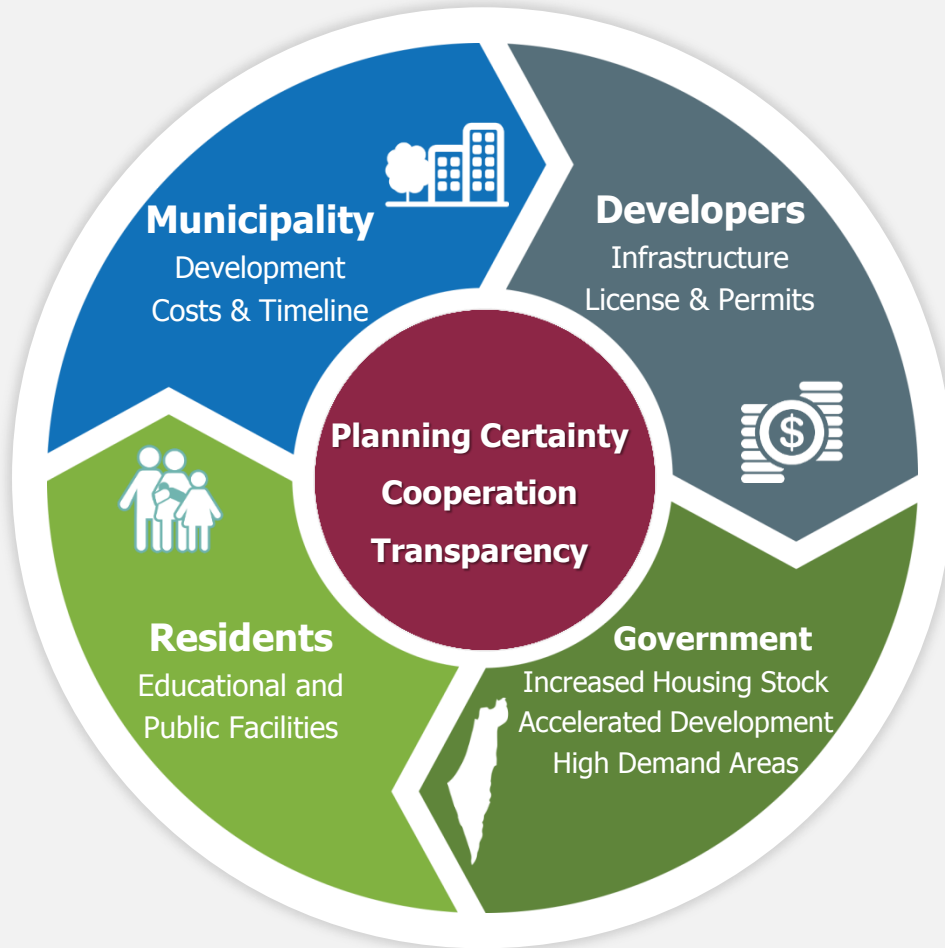 Municipality
Development
Costs & Timeline
Developers
Infrastructure
License & Permits
Planning Certainty
Cooperation
Transparency
Residents
Educational and
Public Facilities
Government
Increased Housing Stock
Accelerated Development
High Demand Areas
$